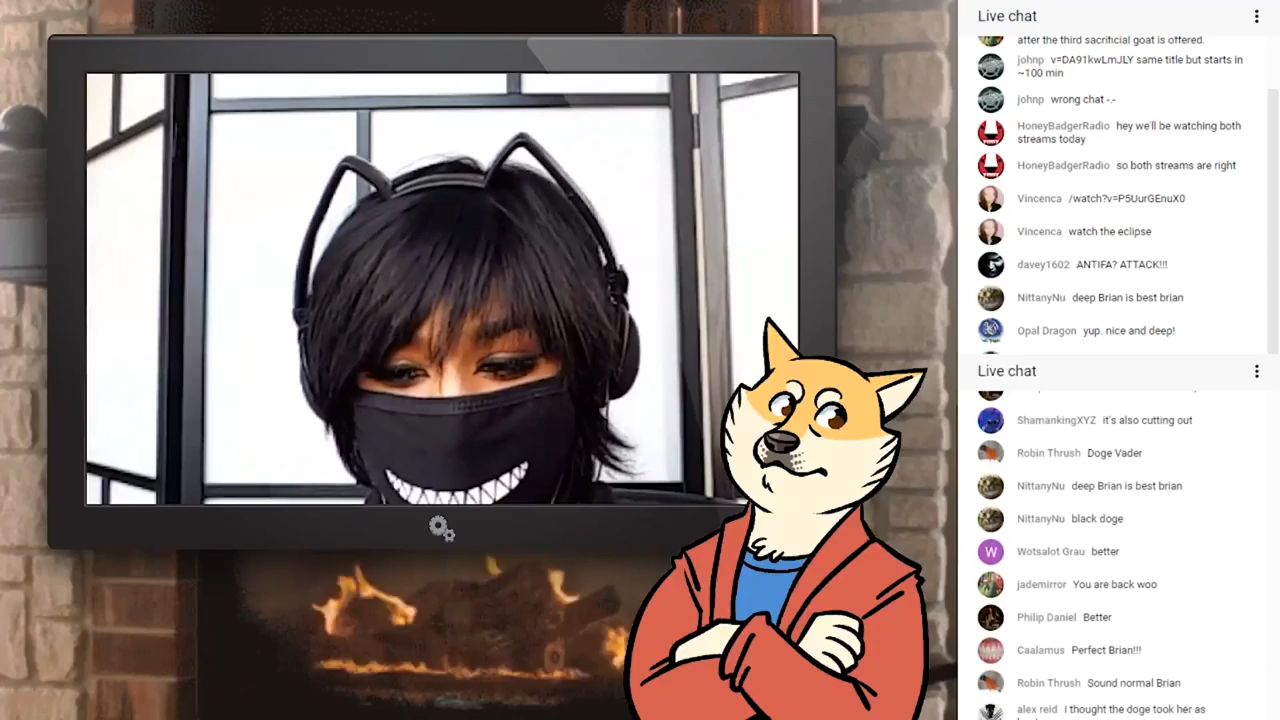 Live chat
after the third sacrificial goat is offered.
johnp v=DA91kwLmJLY same title but starts in
~100 min
johnp wrong chat -.-
HoneyBadgerRadio hey we'll be watching both
streams today
HoneyBadgerRadio so both streams are right
Vincenca /watch?v=P5UurGEnuX0
Vincenca watch the eclipse
davey1602 ANTIFA? ATTACK!!!
NittanyNu deep Brian is best brian
Opal Dragon yup. nice and deep!
Live chat
ShamankingXYZ it's also cutting out
Robin Thrush Doge Vader
NittanyNu deep Brian is best brian
NittanyNu black doge
W
Wotsalot Grau better
jademirror You are back woo
Philip Daniel Better
Caalamus Perfect Brian!!!
Robin Thrush Sound normal Brian
alex reid I thought the doge took her as